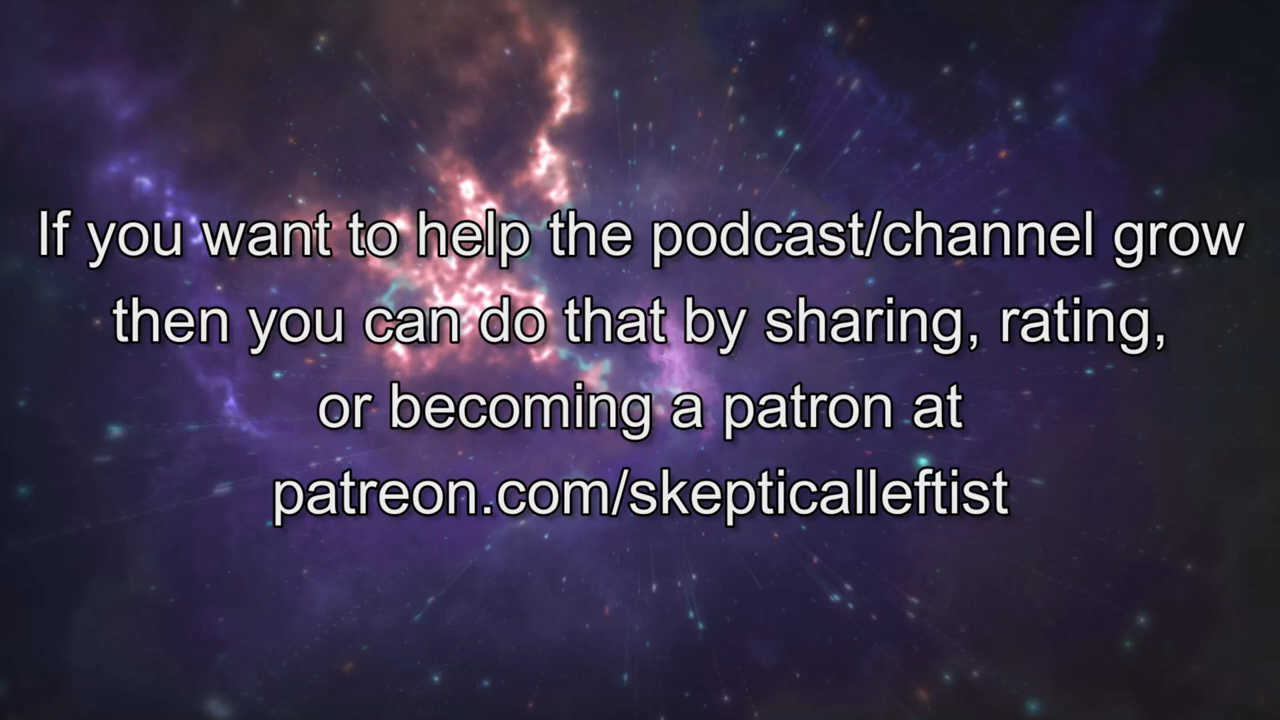 If you want to help the podcast/channel grow
then you can do that by sharing, rating,
or becoming a patron at
patreon.com/skepticalleftist